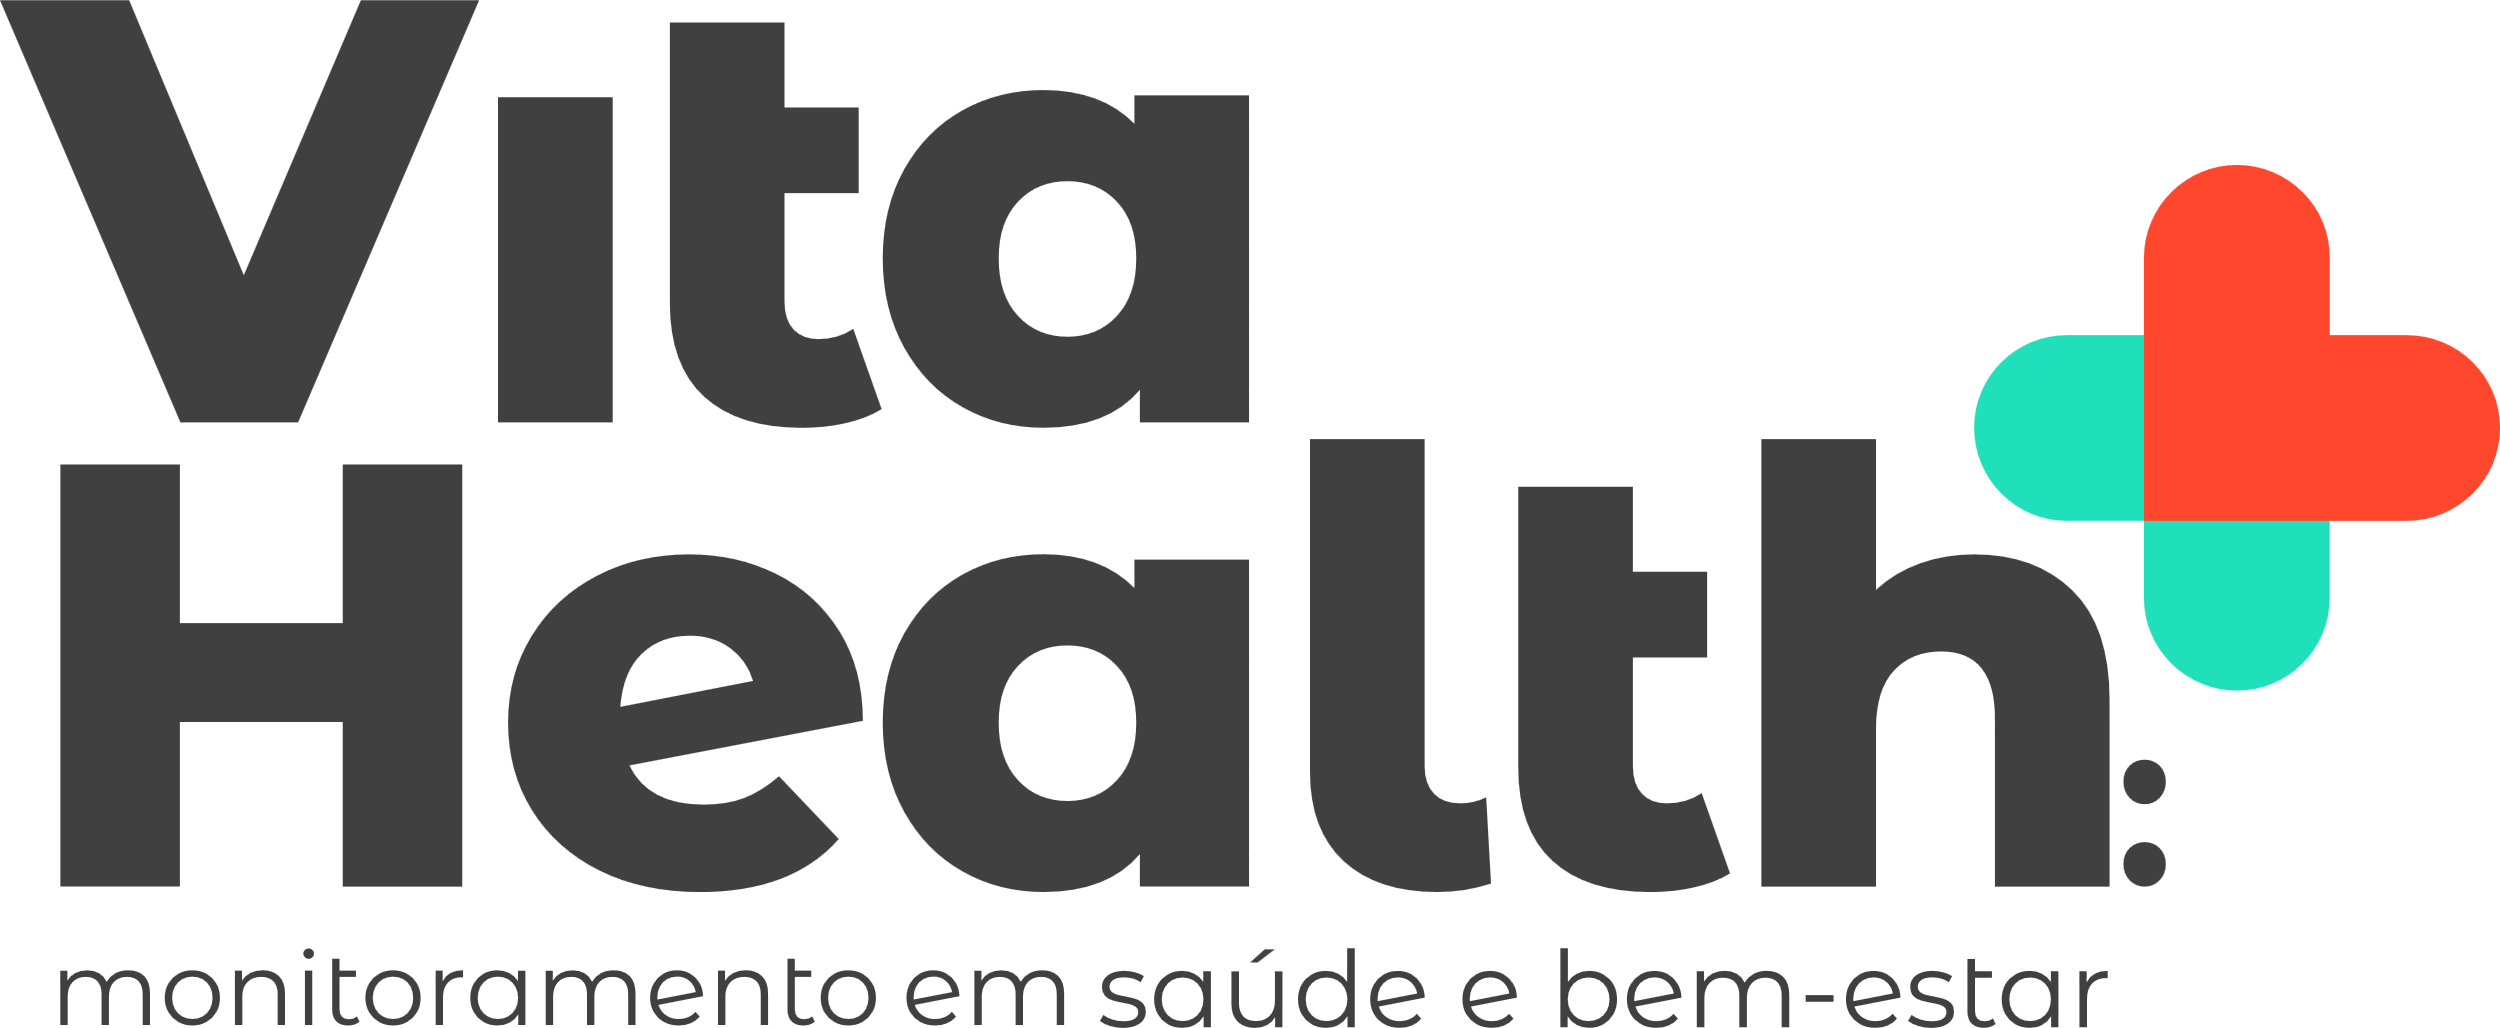 Vita
Health:
monitoramento em saúde e bem-estar